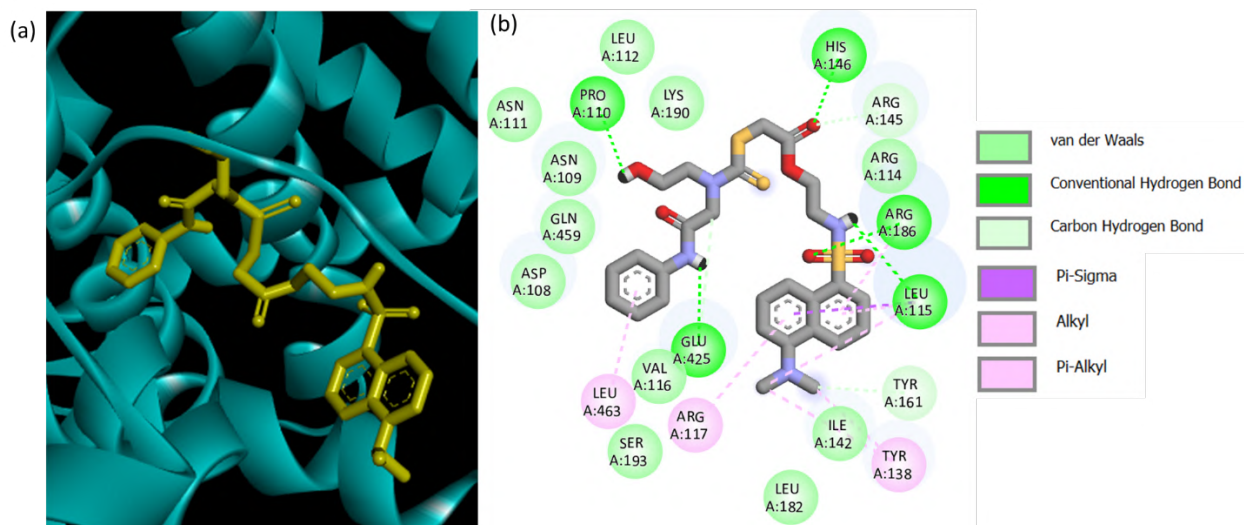 (a)
(b)
LEU
A:112
HIS
A:146
PRO
A:110
LYS
A:190
ASN
A:111
ARG
A:145
ASN
A:109
ARG
A:114
GLN
A:459
ARG
A:186
ASP
A:108
LEU
A:115
GLU
A:425
VAL
A:116
LEU
A:463
ARG
A:117
TYR
A:161
ILE
A:142
SER
A:193
TYR
A:138
LEU
A:182
van der Waals
Conventional Hydrogen Bond
Carbon Hydrogen Bond
Pi-Sigma
Alkyl
Pi-Alkyl